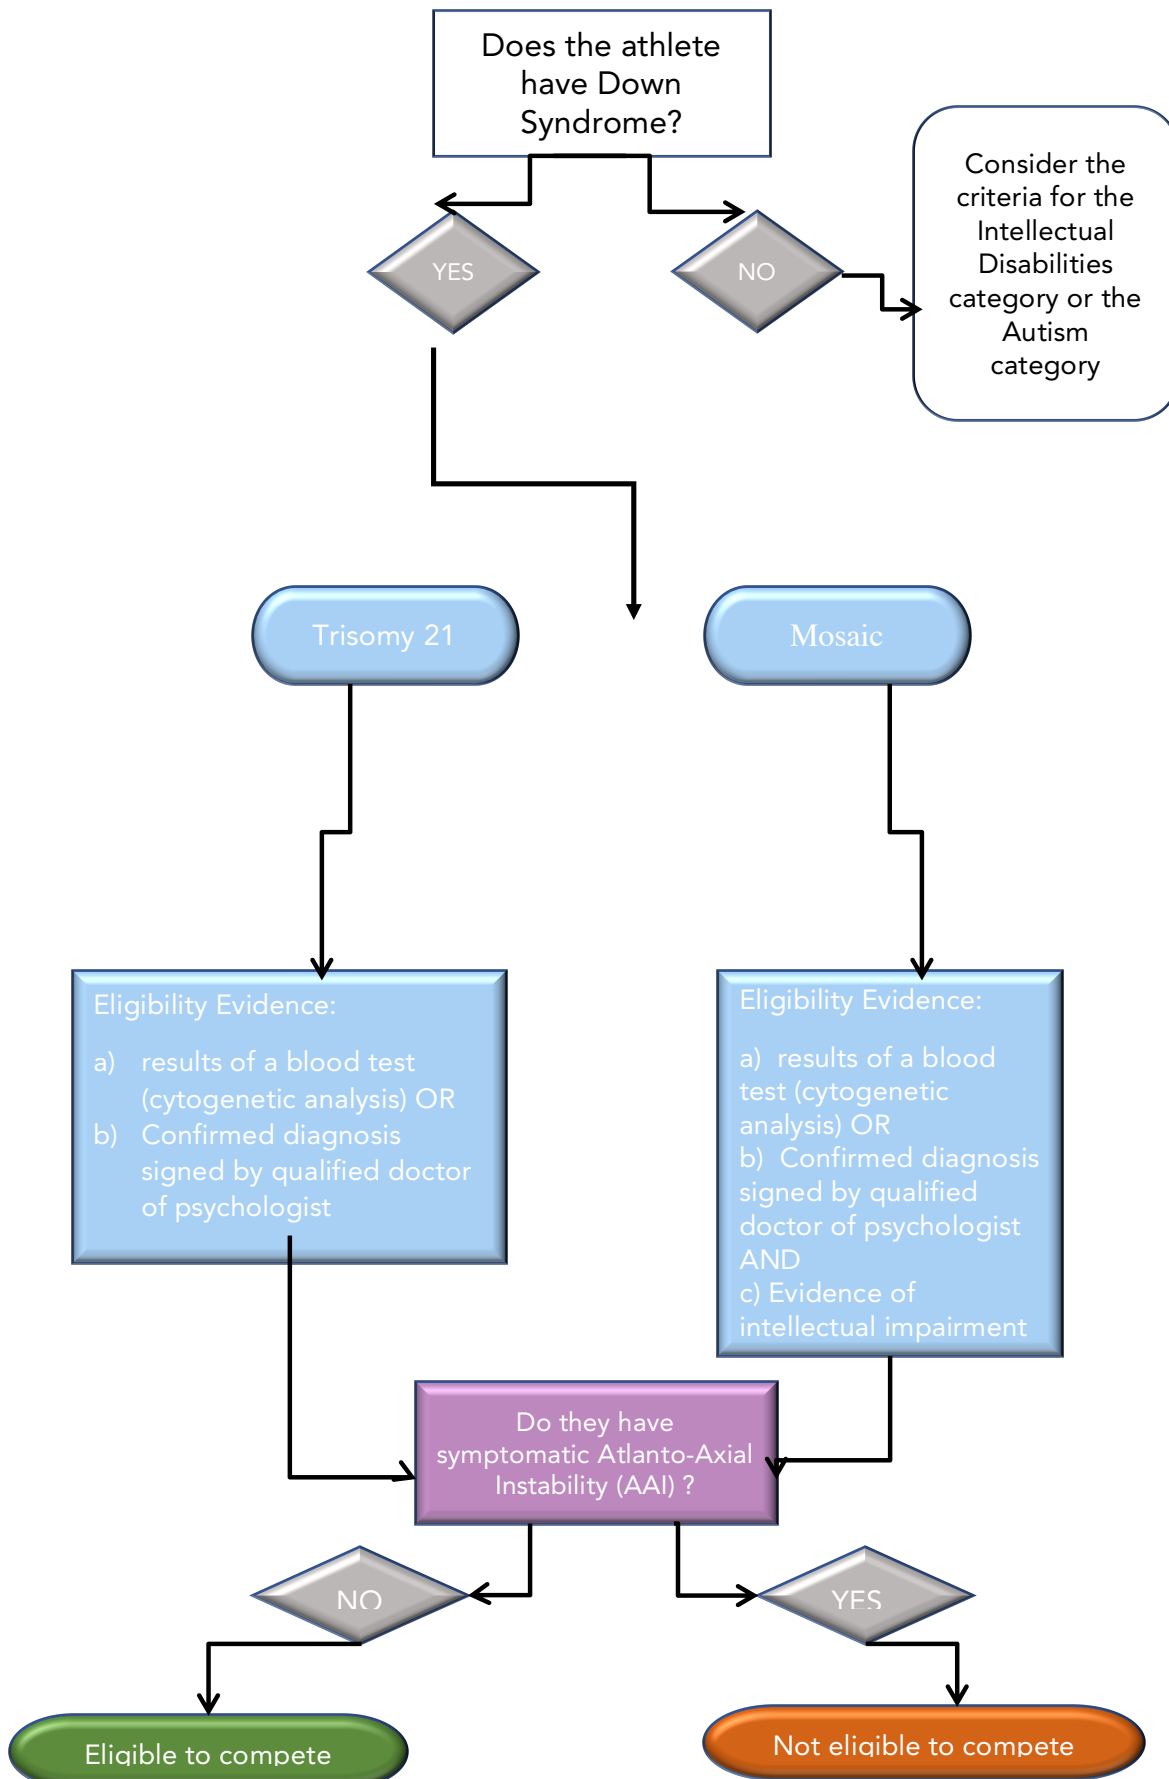 Does the athlete
have Down
Syndrome?
Consider the
criteria for the
Intellectual
Disabilities
category or the
Autism
category
YES
NO
Trisomy 21
Mosaic
Eligibility Evidence:
a) results of a blood test
(cytogenetic analysis) OR
b) Confirmed diagnosis
signed by qualified doctor
of psychologist
Eligibility Evidence:
a) results of a blood
test (cytogenetic
analysis) OR
b) Confirmed diagnosis
signed by qualified
doctor of psychologist
AND
c) Evidence of
intellectual impairment
Do they have
symptomatic Atlanto-Axial
Instability (AAI) ?
NO
YES
Eligible to compete
Not eligible to compete